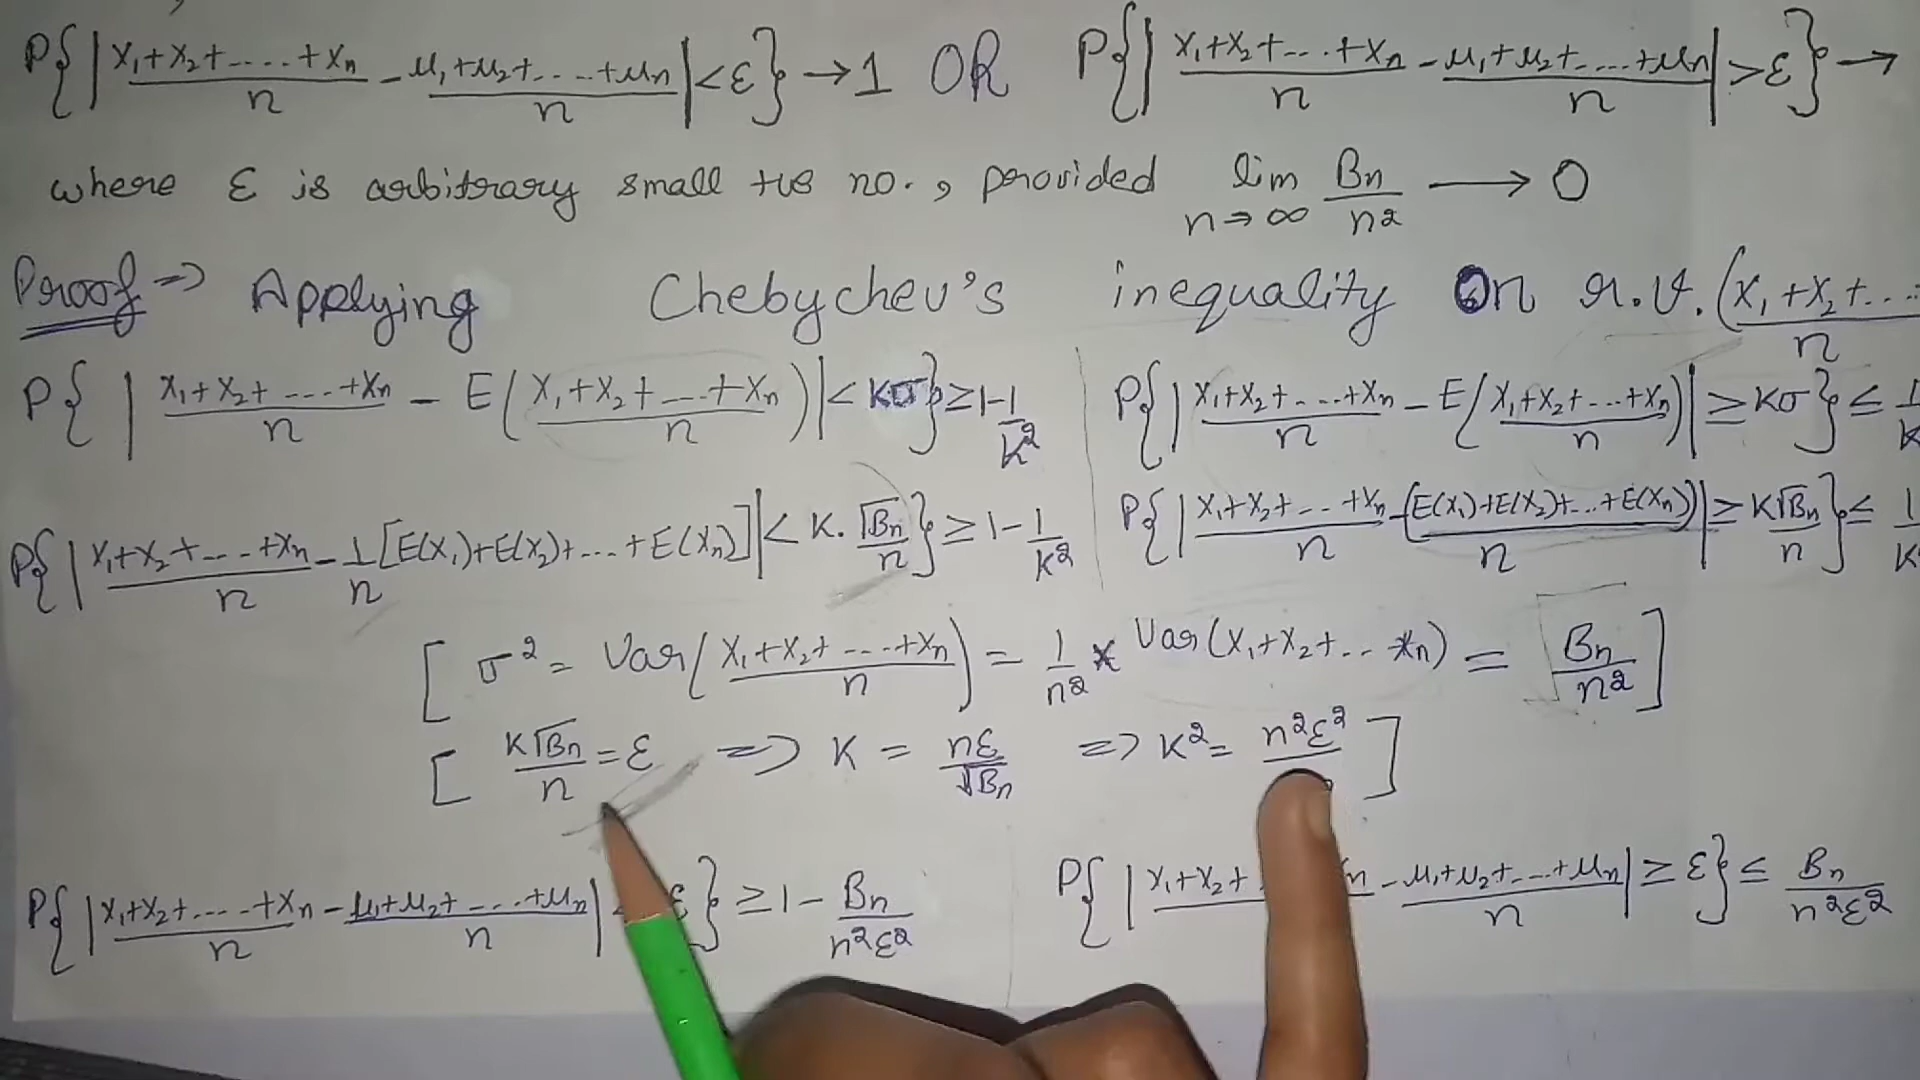 P{|X₁+X₂+.....+Xₙ/n - μ₁+μ₂+.....+μₙ/n|<ε}→1 OR P{|X₁+X₂+....+Xₙ/n - μ₁+μ₂+.....+μₙ/n|>ε}→
where ε is arbitrary small +ve no., provided lim n→∞ Bₙ/n² → 0
Proof ⇒ Applying Chebychev's inequality on r.v. (X₁+X₂+..../n
P{|X₁+X₂+.....+Xₙ/n - E(X₁+X₂+....+Xₙ/n)|<Kσ}≥1-1/K²
P{|X₁+X₂+....+Xₙ/n - E(X₁+X₂+...+Xₙ/n)|≥Kσ}≤1/K
P{|X₁+X₂+....+Xₙ/n - 1/n[E(X₁)+E(X₂)+....+E(Xₙ)]|<K.√Bₙ/n}≥1-1/K²
P{|X₁+X₂+...+Xₙ/n - (E(X₁)+E(X₂)+...+E(Xₙ))/n|≥K√Bₙ/n}≤1/K
[σ² = Var(X₁+X₂+.....+Xₙ/n) = 1/n² * Var(X₁+X₂+... Xₙ) = Bₙ/n²]
[K√Bₙ/n = ε ⇒ K = nε/√Bₙ ⇒ K² = n²ε²]
P{|X₁+X₂+.....+Xₙ/n - μ₁+μ₂+.....+μₙ/n| ε}≥1-Bₙ/n²ε²
P{|X₁+X₂+ n - μ₁+μ₂+....+μₙ/n|≥ε}≤Bₙ/n²ε²